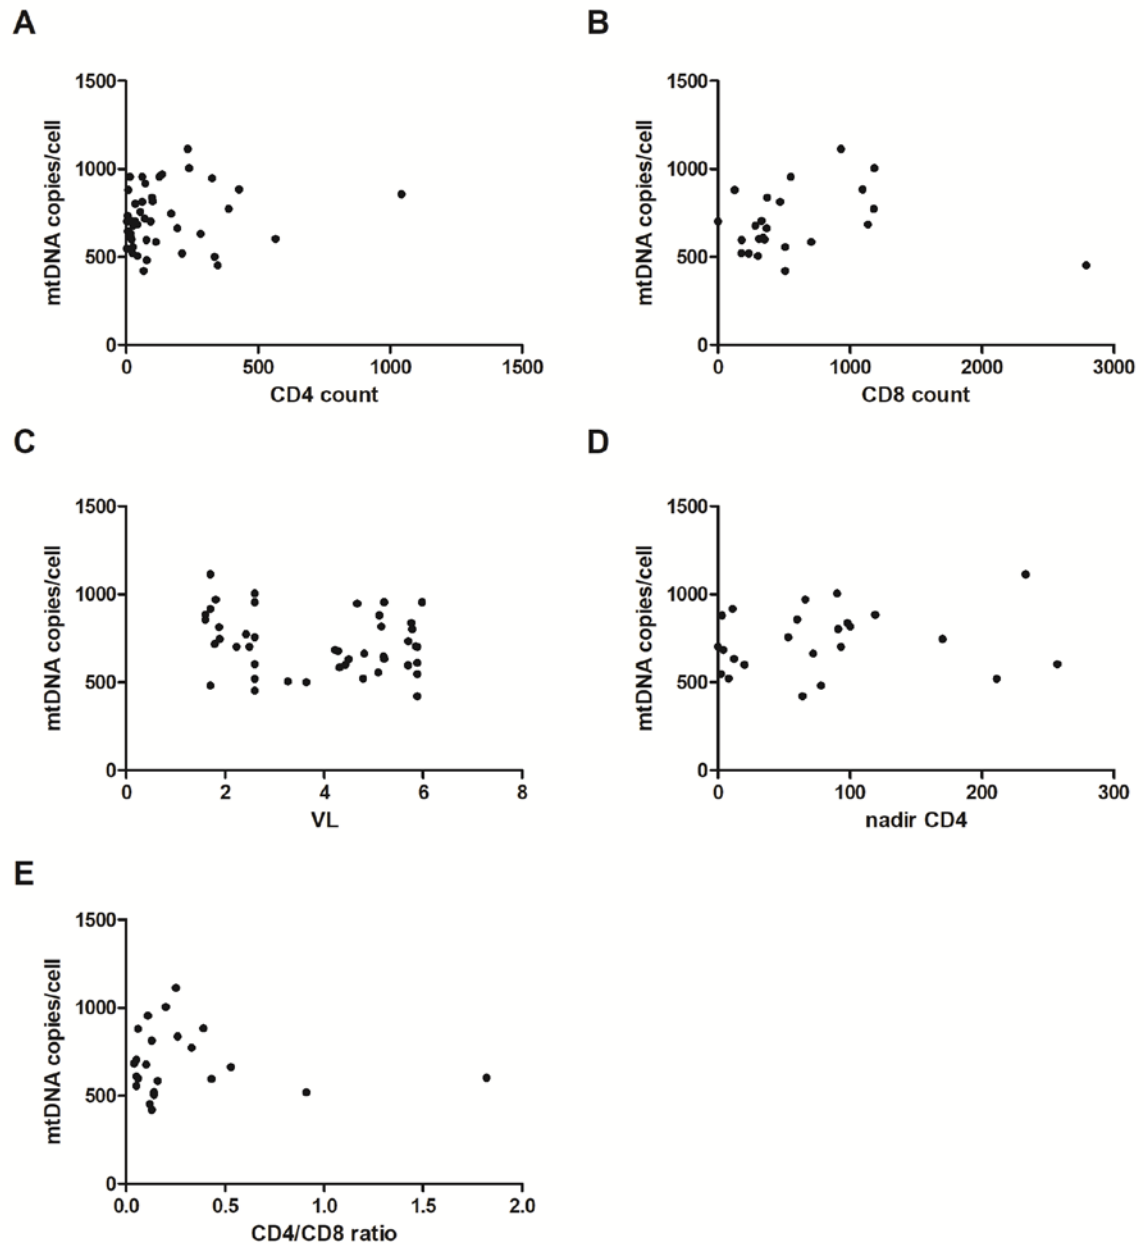 A
mtDNA copies/cell
1500
1000
500
0
0 500 1000 1500
CD4 count
B
mtDNA copies/cell
1500
1000
500
0
0 1000 2000 3000
CD8 count
C
mtDNA copies/cell
1500
1000
500
0
0 2 4 6 8
VL
D
mtDNA copies/cell
1500
1000
500
0
0 100 200 300
nadir CD4
E
mtDNA copies/cell
1500
1000
500
0
0.0 0.5 1.0 1.5 2.0
CD4/CD8 ratio